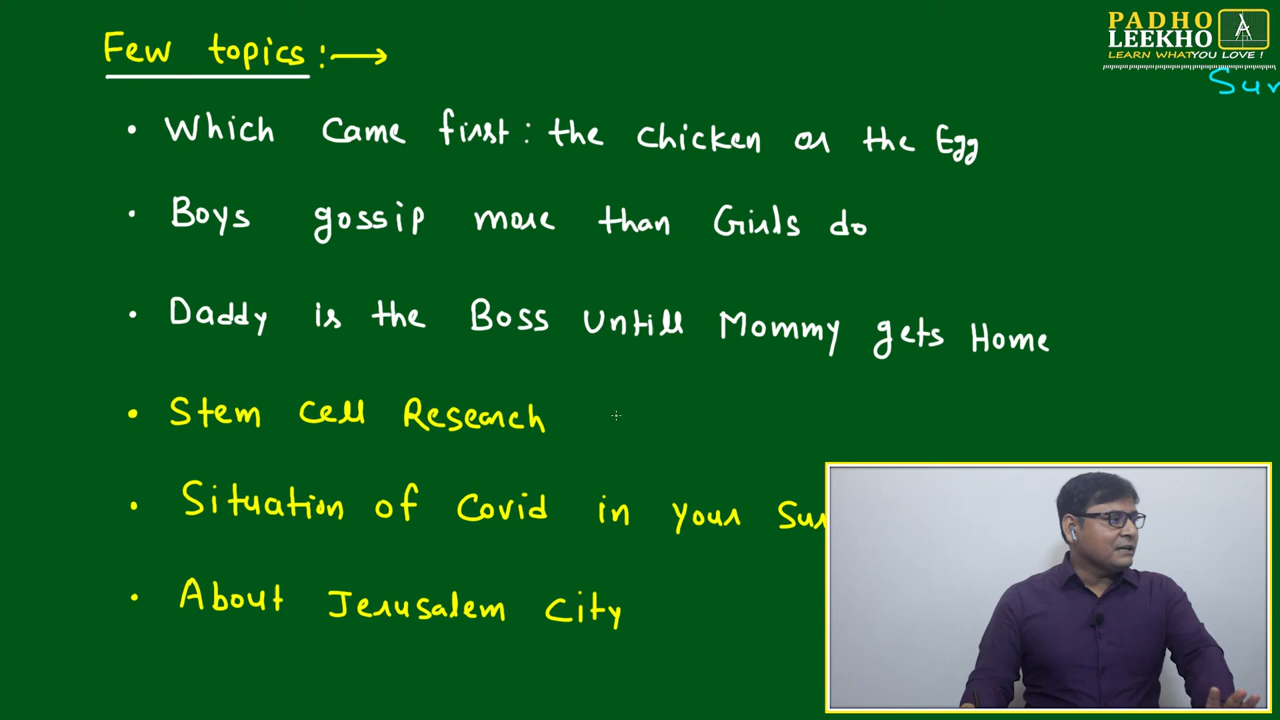 Few topics :→
PADHO
LEEKHO
LEARN WHAT YOU LOVE !
• Which came first : the chicken or the Egg
• Boys gossip more than Girls do
• Daddy is the Boss Untill Mommy gets Home
• Stem cell Research
• Situation of Covid in your
• About Jerusalem City